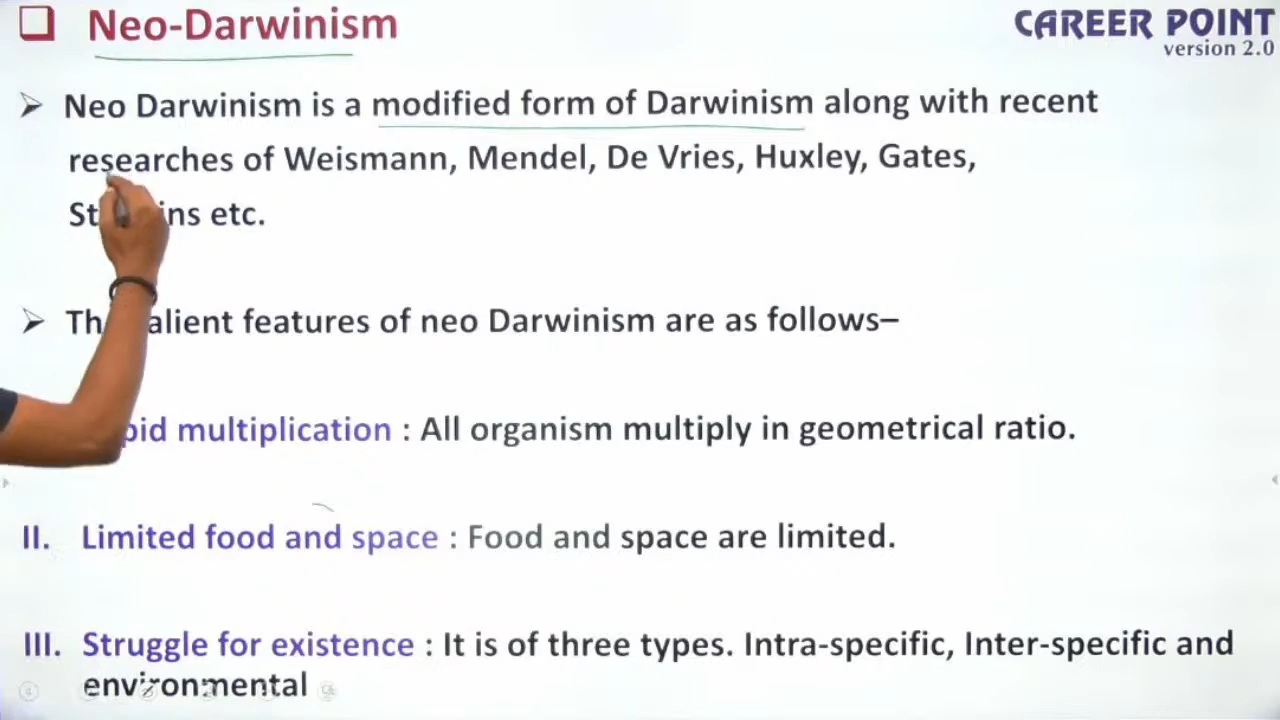 Neo-Darwinism
CAREER POINT
version 2.0
Neo Darwinism is a modified form of Darwinism along with recent
researches of Weismann, Mendel, De Vries, Huxley, Gates,
etc.
features of neo Darwinism are as follows–
multiplication : All organism multiply in geometrical ratio.
II. Limited food and space : Food and space are limited.
III. Struggle for existence : It is of three types. Intra-specific, Inter-specific and
environmental